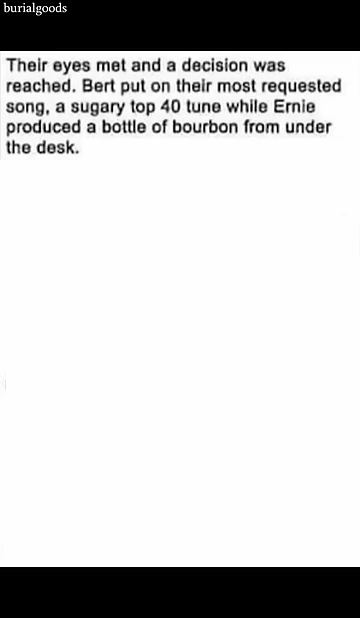 burialgoods
Their eyes met and a decision was
reached. Bert put on their most requested
song, a sugary top 40 tune while Ernie
produced a bottle of bourbon from under
the desk.